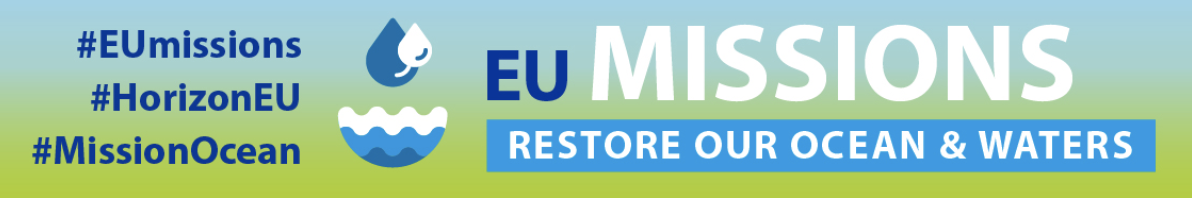 #EUmissions
#HorizonEU
#MissionOcean
EU MISSIONS
RESTORE OUR OCEAN & WATERS